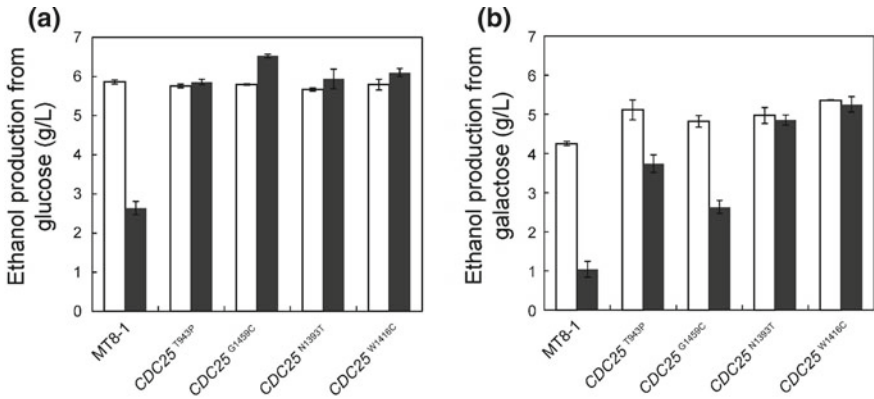 (a)
Ethanol production from
glucose (g/L)
7
6
5
4
3
2
1
0
MT8-1
CDC25 T943P
CDC25 G1459C
CDC25 N1393T
CDC25 W1416C
(b)
Ethanol production from
galactose (g/L)
7
6
5
4
3
2
1
0
MT8-1
CDC25 T943P
CDC25 G1459C
CDC25 N1393T
CDC25 W1416C